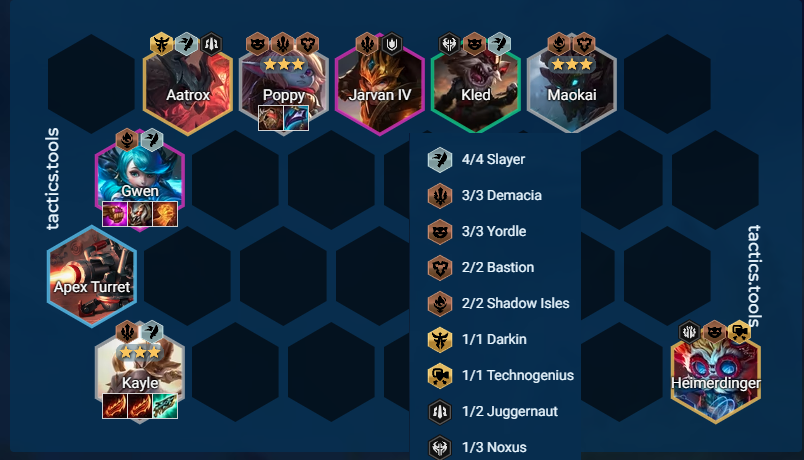 Aatrox
Poppy
Jarvan IV
Kled
Maokai
tactics.tools
Gwen
4/4 Slayer
3/3 Demacia
3/3 Yordle
2/2 Bastion
2/2 Shadow Isles
1/1 Darkin
1/1 Technogenius
1/2 Juggernaut
1/3 Noxus
Apex Turret
tactics.tools
Kayle
Heimerdinger